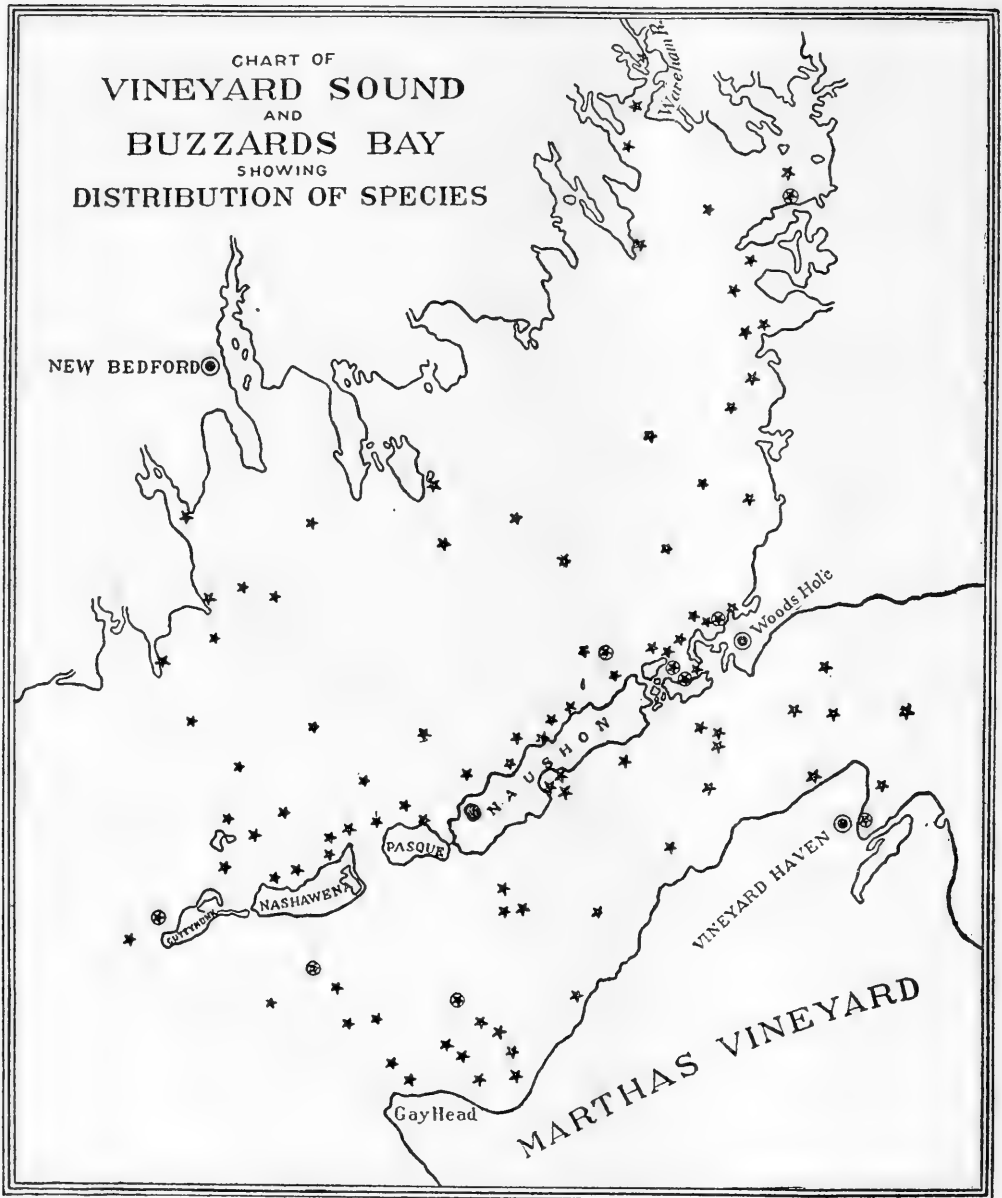 CHART OF
VINEYARD SOUND
AND
BUZZARDS BAY
SHOWING
DISTRIBUTION OF SPECIES
Wareham R.
NEW BEDFORD
Woods Hole
NAUSHON
PASQUE
NASHAWENA
CUTTYHUNK
VINEYARD HAVEN
MARTHAS VINEYARD
Gay Head